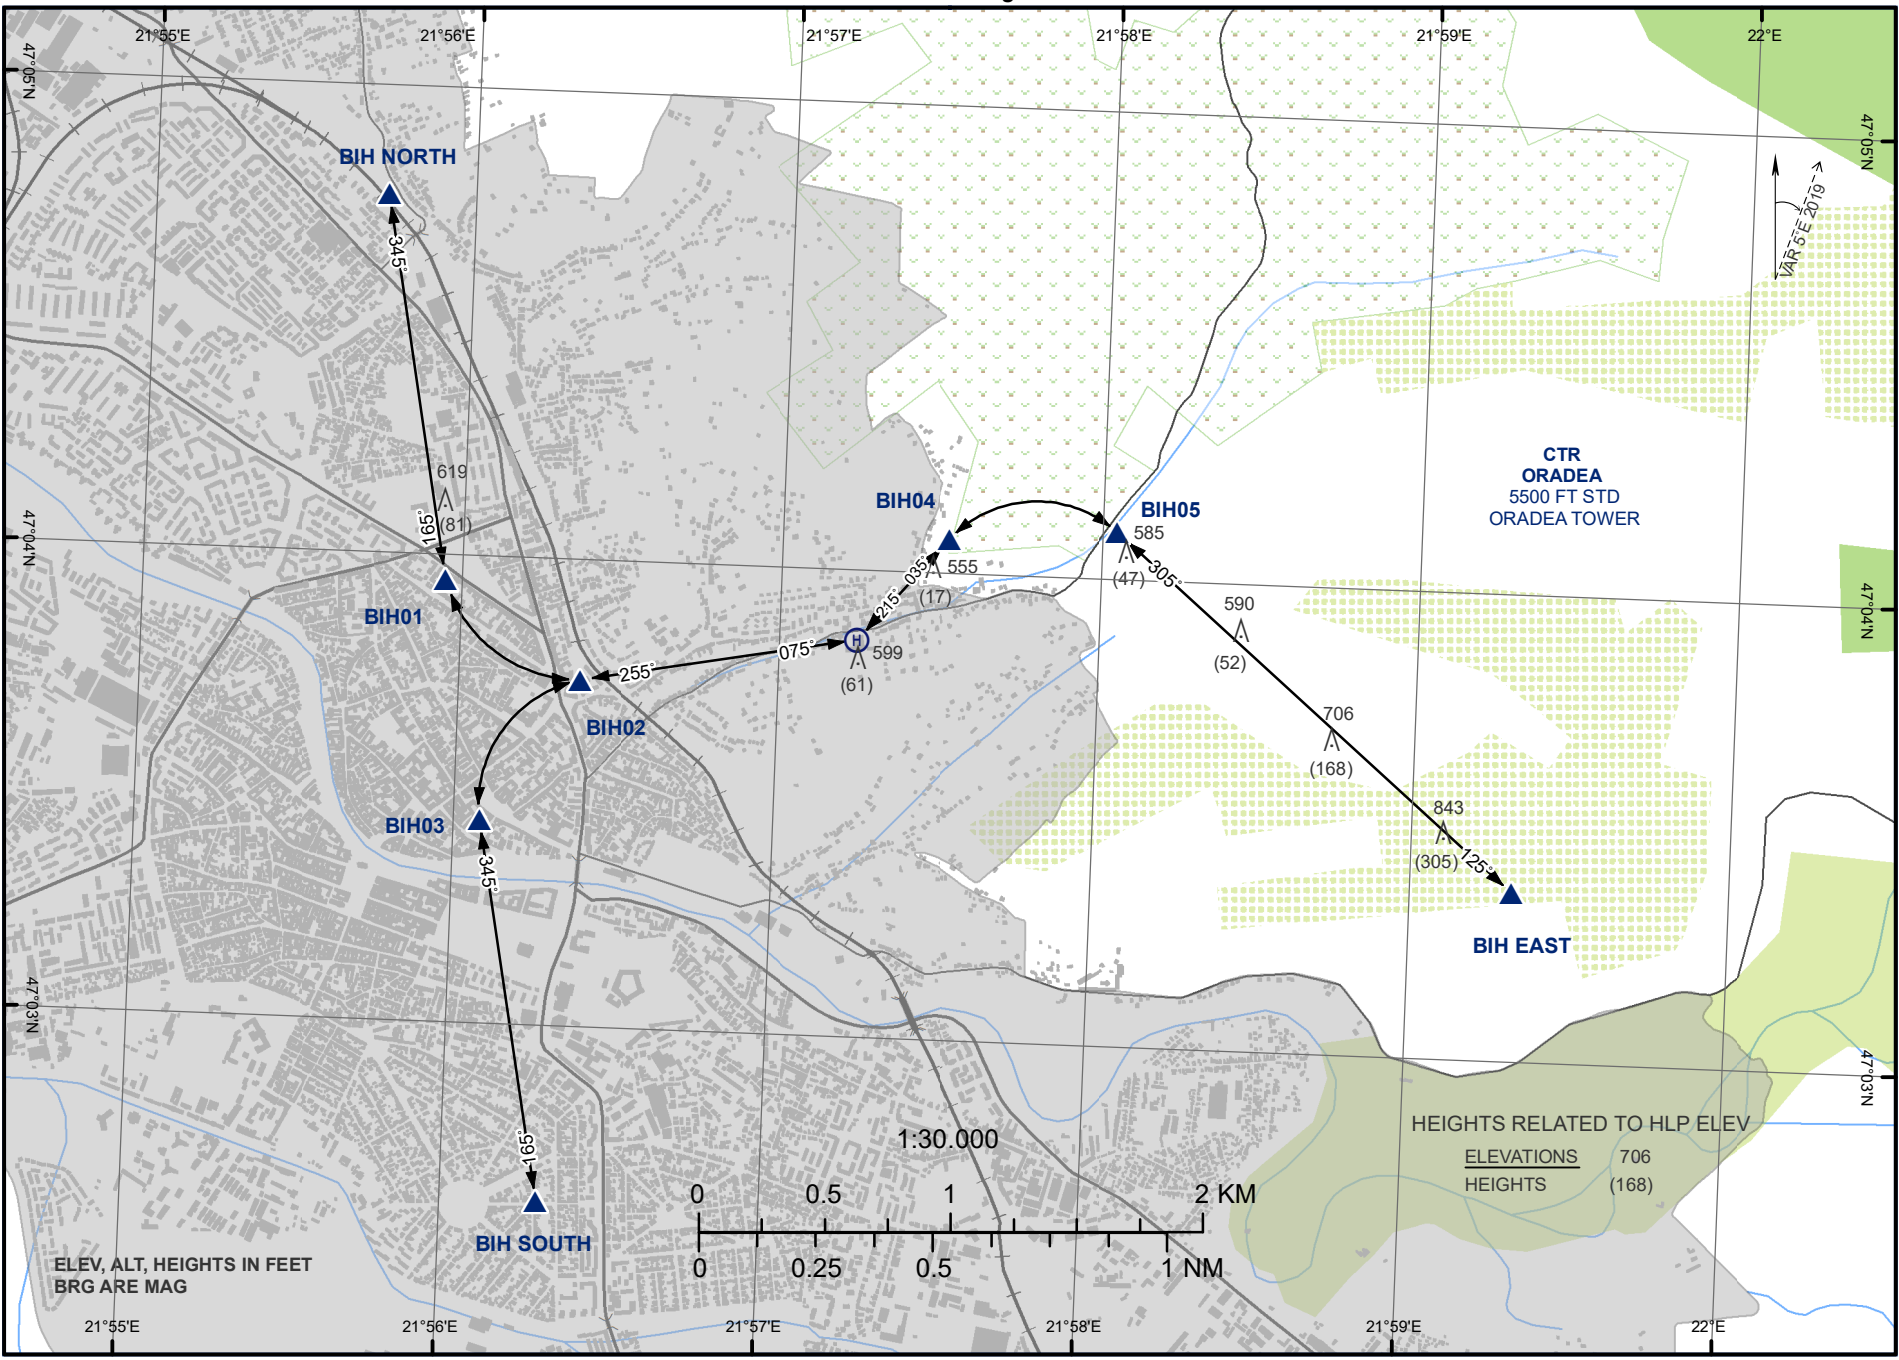 21°55'E
21°56'E
21°57'E
21°58'E
21°59'E
22°E
47°05'N
47°05'N
BIH NORTH
VAR 5°E 2019
345°
619
(81)
165°
47°04'N
BIH01
BIH04
555
(17)
035°
215°
BIH05
585
(47)
305°
CTR
ORADEA
5500 FT STD
ORADEA TOWER
47°04'N
590
(52)
H
599
(61)
075°
255°
BIH02
706
(168)
843
(305)
125°
BIH03
345°
BIH EAST
47°03'N
47°03'N
165°
BIH SOUTH
1:30.000
0 0.5 1 2 KM
0 0.25 0.5 1 NM
HEIGHTS RELATED TO HLP ELEV
ELEVATIONS 706
HEIGHTS (168)
ELEV, ALT, HEIGHTS IN FEET
BRG ARE MAG
21°55'E
21°56'E
21°57'E
21°58'E
21°59'E
22°E